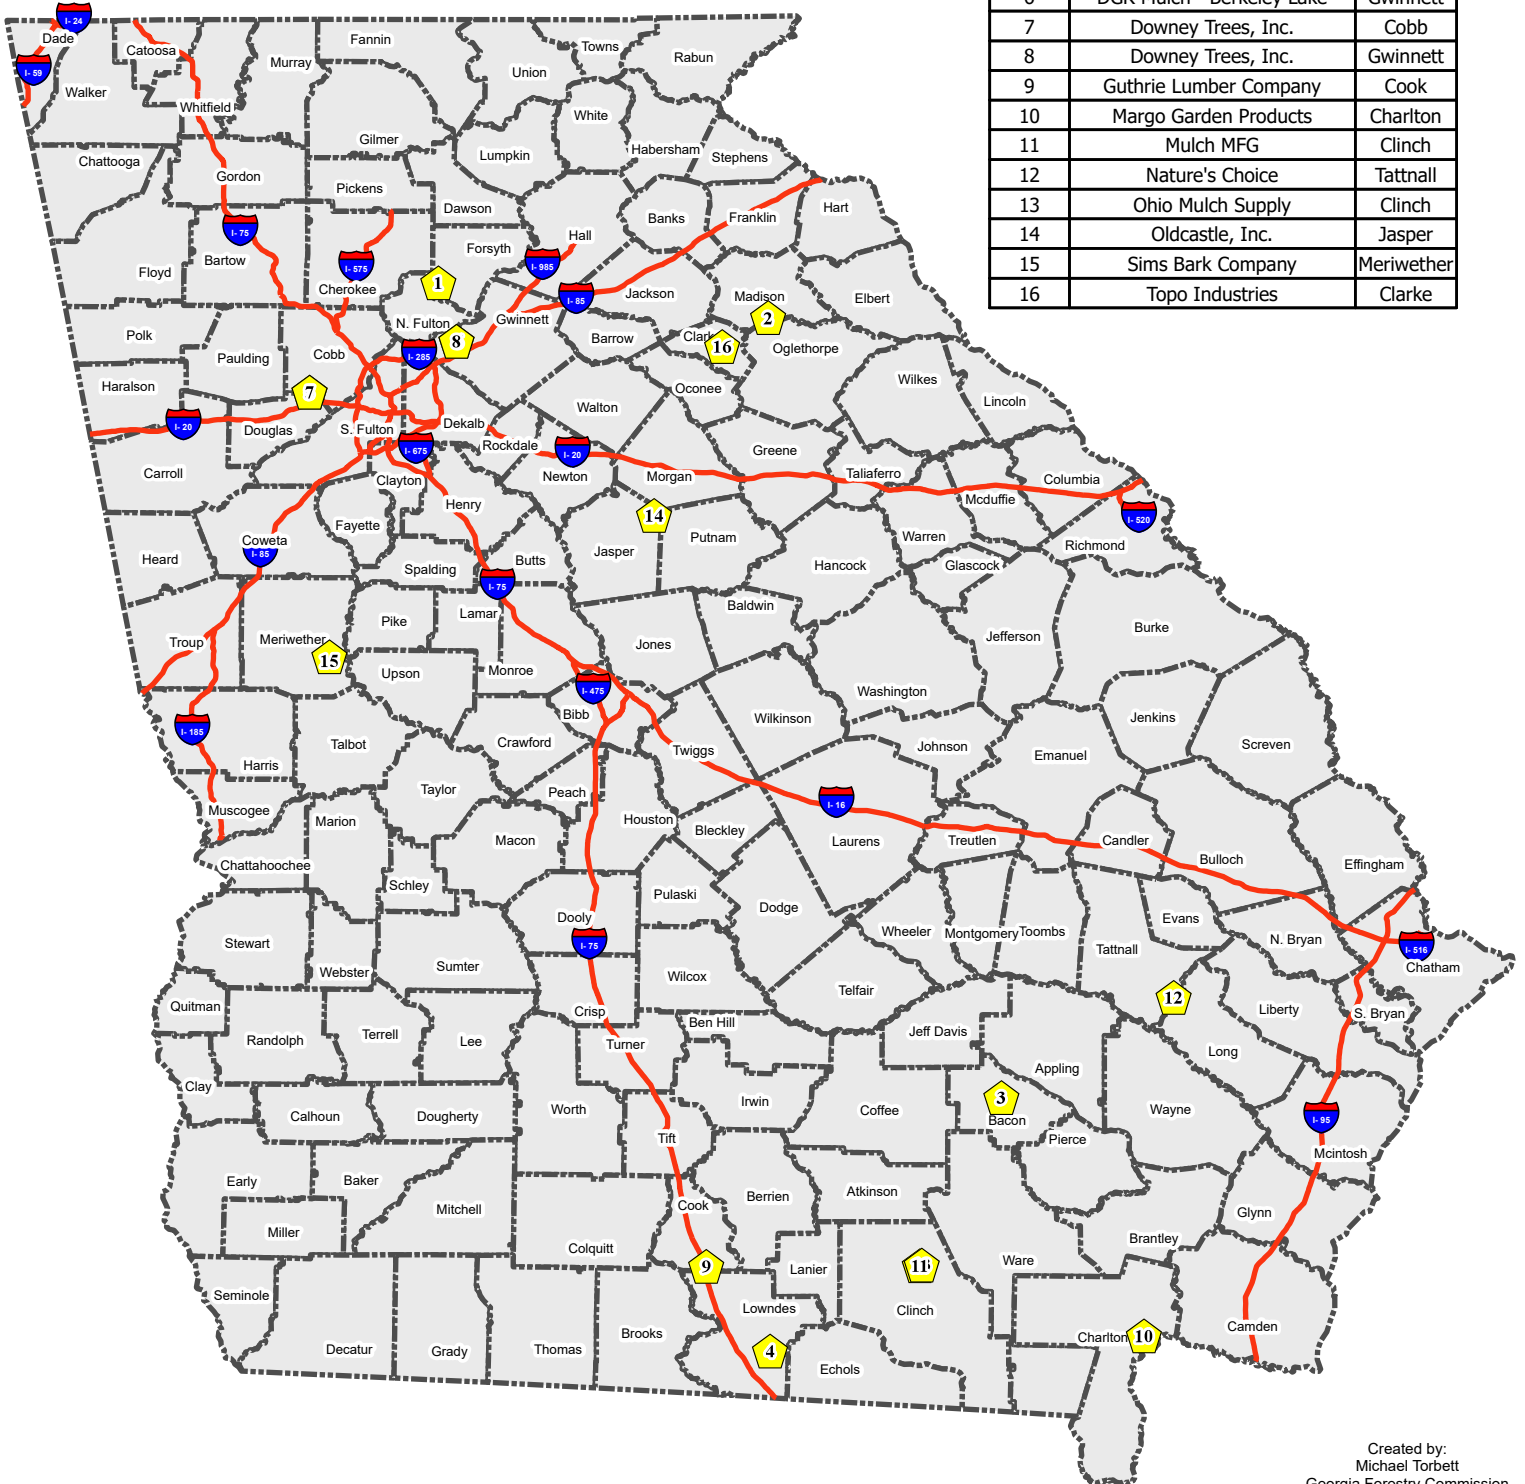 6 DGR Mulch - Berkeley Lake Gwinnett
7 Downey Trees, Inc. Cobb
8 Downey Trees, Inc. Gwinnett
9 Guthrie Lumber Company Cook
10 Margo Garden Products Charlton
11 Mulch MFG Clinch
12 Nature's Choice Tattnall
13 Ohio Mulch Supply Clinch
14 Oldcastle, Inc. Jasper
15 Sims Bark Company Meriwether
16 Topo Industries Clarke
I- 24
Dade
Catoosa
Fannin
Towns
Rabun
I- 59
Walker
Murray
Union
Whitfield
White
Gilmer
Chattooga
Lumpkin
Habersham
Stephens
Gordon
Pickens
Dawson
Banks
Franklin
Hart
I- 75
Hall
Forsyth
Bartow
I- 575
I- 985
Floyd
Cherokee
1
I- 85
Jackson
Madison
Elbert
N. Fulton
Gwinnett
2
Polk
Cobb
8
Barrow
Clark
16
Oglethorpe
Paulding
I- 285
Haralson
7
Oconee
Wilkes
Lincoln
I- 20
Douglas
S. Fulton
Dekalb
Walton
Carroll
I- 675
Rockdale
I- 20
Greene
Clayton
Newton
Morgan
Taliaferro
Columbia
Henry
Mcduffie
Fayette
14
I- 520
Coweta
I- 85
Putnam
Warren
Richmond
Heard
Spalding
Butts
Jasper
Hancock
Glascock
I- 75
Baldwin
Pike
Lamar
Troup
Meriwether
15
Jones
Jefferson
Burke
Upson
Monroe
I- 475
Washington
I- 185
Bibb
Wilkinson
Jenkins
Talbot
Crawford
Twiggs
Johnson
Emanuel
Screven
Harris
Taylor
Peach
I- 16
Muscogee
Marion
Houston
Bleckley
Macon
Laurens
Treutlen
Candler
Bulloch
Effingham
Chattahoochee
Schley
Pulaski
Dodge
Dooly
Evans
I- 75
Wheeler
Montgomery
Toombs
Tattnall
N. Bryan
I- 516
Stewart
Webster
Sumter
Wilcox
Chatham
Quitman
Telfair
12
Crisp
Liberty
S. Bryan
Ben Hill
Jeff Davis
Randolph
Terrell
Lee
Turner
Long
Appling
Clay
3
Calhoun
Dougherty
Worth
Irwin
Coffee
Bacon
Wayne
I- 95
Tift
Pierce
Mcintosh
Early
Baker
Atkinson
Mitchell
Cook
Berrien
Glynn
Miller
Brantley
Colquitt
9
Lanier
11
Ware
Seminole
Lowndes
Clinch
Camden
Decatur
Grady
Thomas
Brooks
4
Echols
Charlton
10
Created by:
Michael Torbett
Georgia Forestry Commission